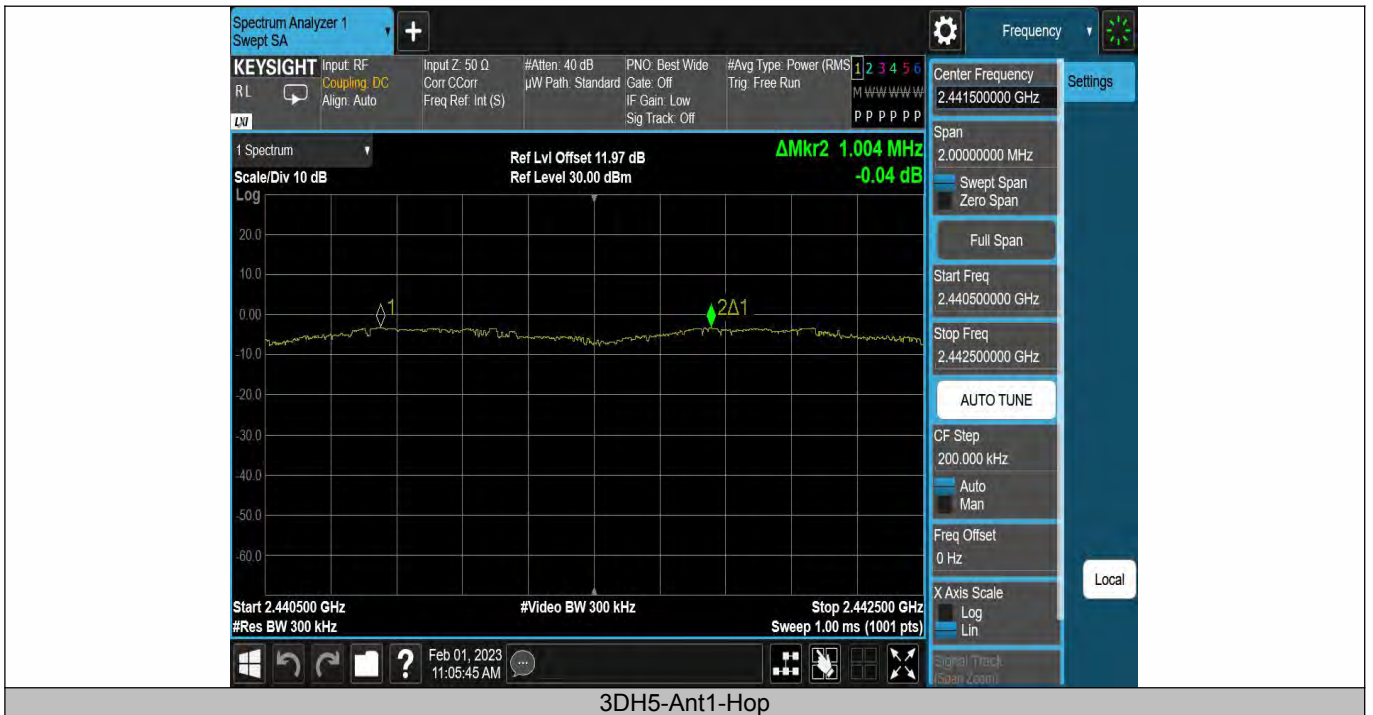 Spectrum Analyzer 1
Swept SA
+
Frequency
KEYSIGHT
RL
LXI
Input: RF
Coupling: DC
Align: Auto
Input Z: 50 Ω
Corr CCorr
Freq Ref: Int (S)
#Atten: 40 dB
µW Path: Standard
PNO: Best Wide
Gate: Off
IF Gain: Low
Sig Track: Off
#Avg Type: Power (RMS
Trig: Free Run
1 2 3 4 5 6
M W W W W W
P P P P P P
1 Spectrum
Scale/Div 10 dB
Ref Lvl Offset 11.97 dB
Ref Level 30.00 dBm
ΔMkr2 1.004 MHz
-0.04 dB
Log
20.0
10.0
0.00
-10.0
-20.0
-30.0
-40.0
-50.0
-60.0
1
2Δ1
Start 2.440500 GHz
#Res BW 300 kHz
#Video BW 300 kHz
Stop 2.442500 GHz
Sweep 1.00 ms (1001 pts)
Center Frequency
2.441500000 GHz
Settings
Span
2.00000000 MHz
Swept Span
Zero Span
Full Span
Start Freq
2.440500000 GHz
Stop Freq
2.442500000 GHz
AUTO TUNE
CF Step
200.000 kHz
Auto
Man
Freq Offset
0 Hz
X Axis Scale
Log
Lin
Signal Track
(Span Zoom)
Local
?
Feb 01, 2023
11:05:45 AM
3DH5-Ant1-Hop